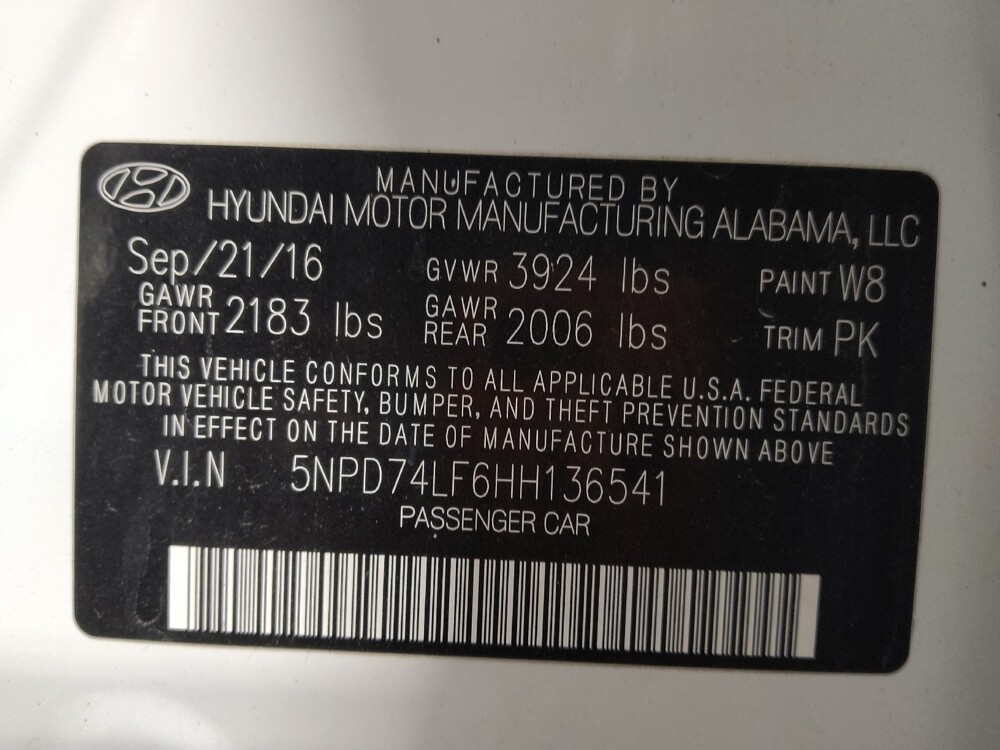 MANUFACTURED BY
HYUNDAI MOTOR MANUFACTURING ALABAMA, LLC
Sep/21/16 GVWR 3924 lbs PAINT W8
GAWR FRONT 2183 lbs GAWR REAR 2006 lbs TRIM PK
THIS VEHICLE CONFORMS TO ALL APPLICABLE U.S.A. FEDERAL
MOTOR VEHICLE SAFETY, BUMPER, AND THEFT PREVENTION STANDARDS
IN EFFECT ON THE DATE OF MANUFACTURE SHOWN ABOVE
V.I.N 5NPD74LF6HH136541
PASSENGER CAR